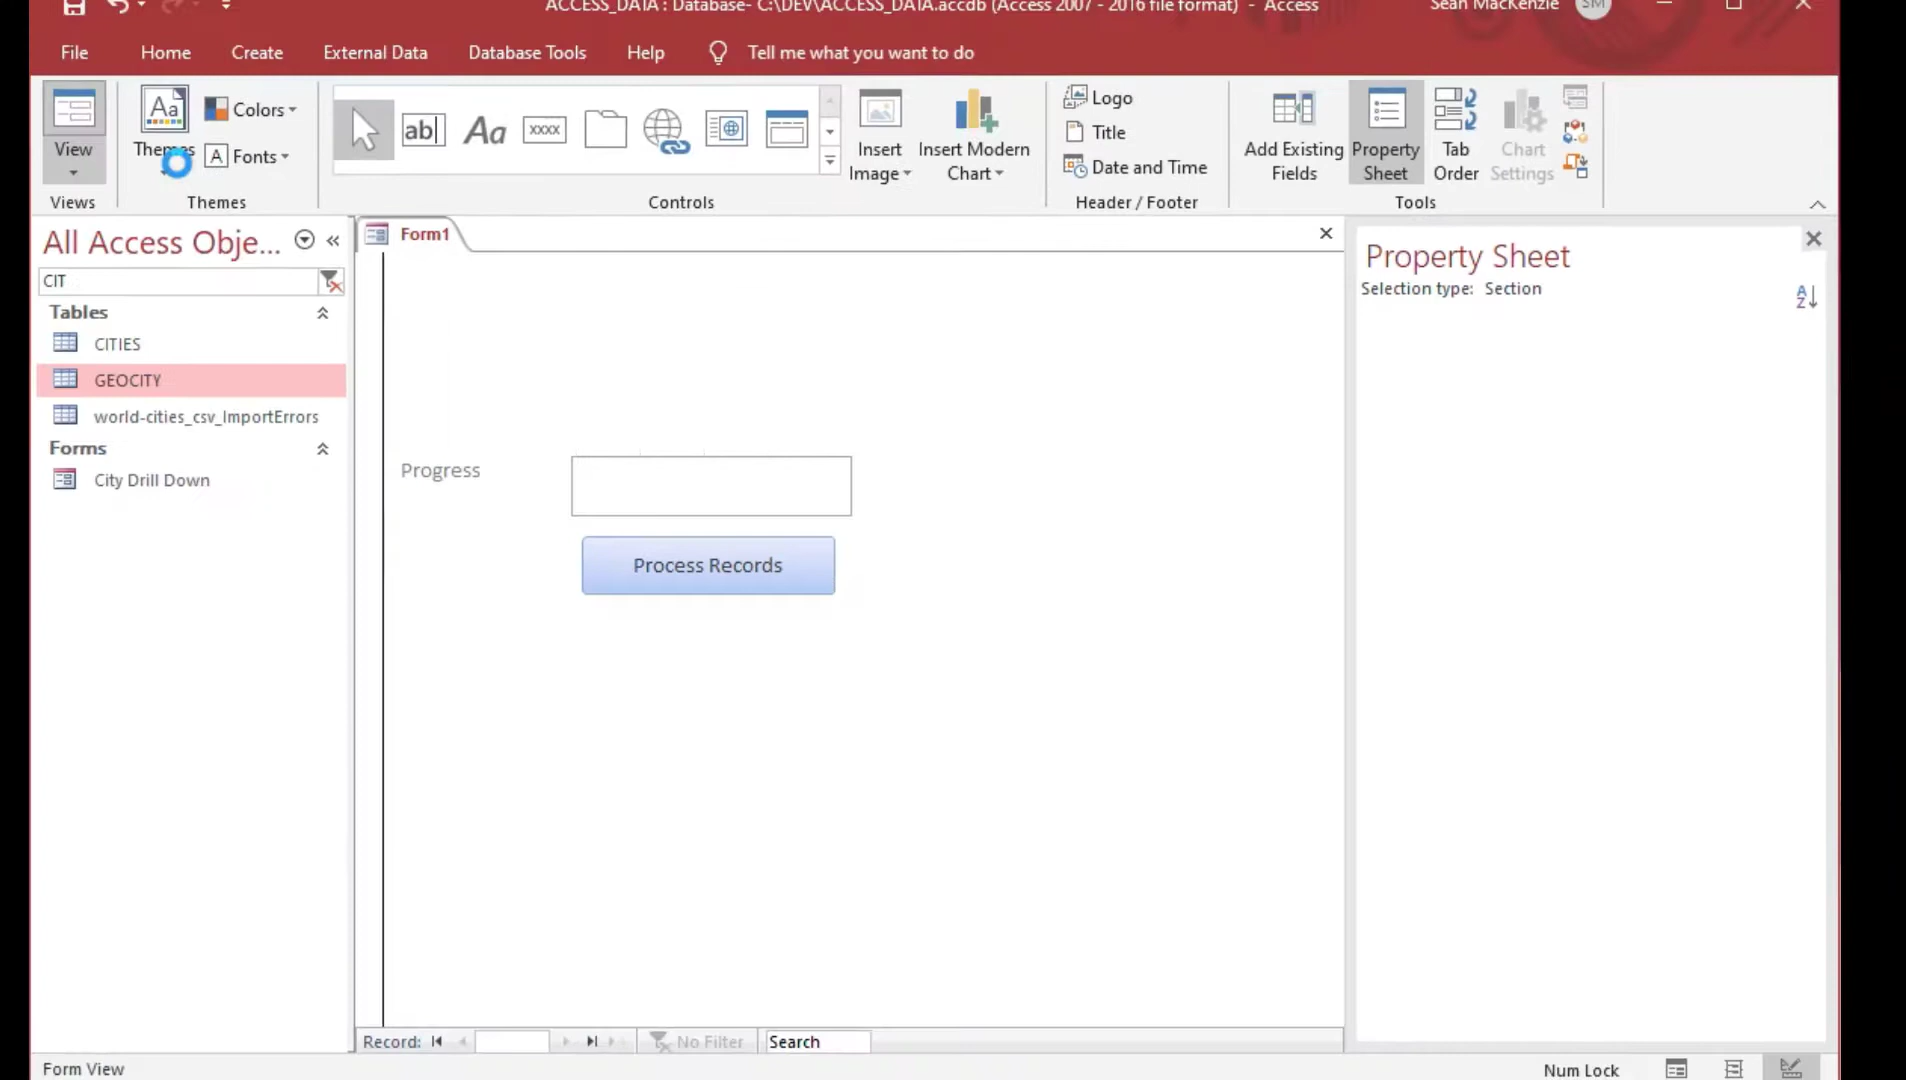 ACCESS_DATA : Database- C:\DEV\ACCESS_DATA.accdb (Access 2007 - 2016 file format) - Access
Sean MacKenzie SM
File Home Create External Data Database Tools Help Tell me what you want to do
View
Themes
Colors
Fonts
ab|
Aa
XXXX
Insert Image
Insert Modern Chart
Logo
Title
Date and Time
Add Existing Fields
Property Sheet
Tab Order
Chart Settings
Views Themes Controls Header / Footer Tools
All Access Obje...
CIT
Tables
CITIES
GEOCITY
world-cities_csv_ImportErrors
Forms
City Drill Down
Form1
Progress
Process Records
Property Sheet
Selection type: Section
Record: No Filter Search
Form View
Num Lock